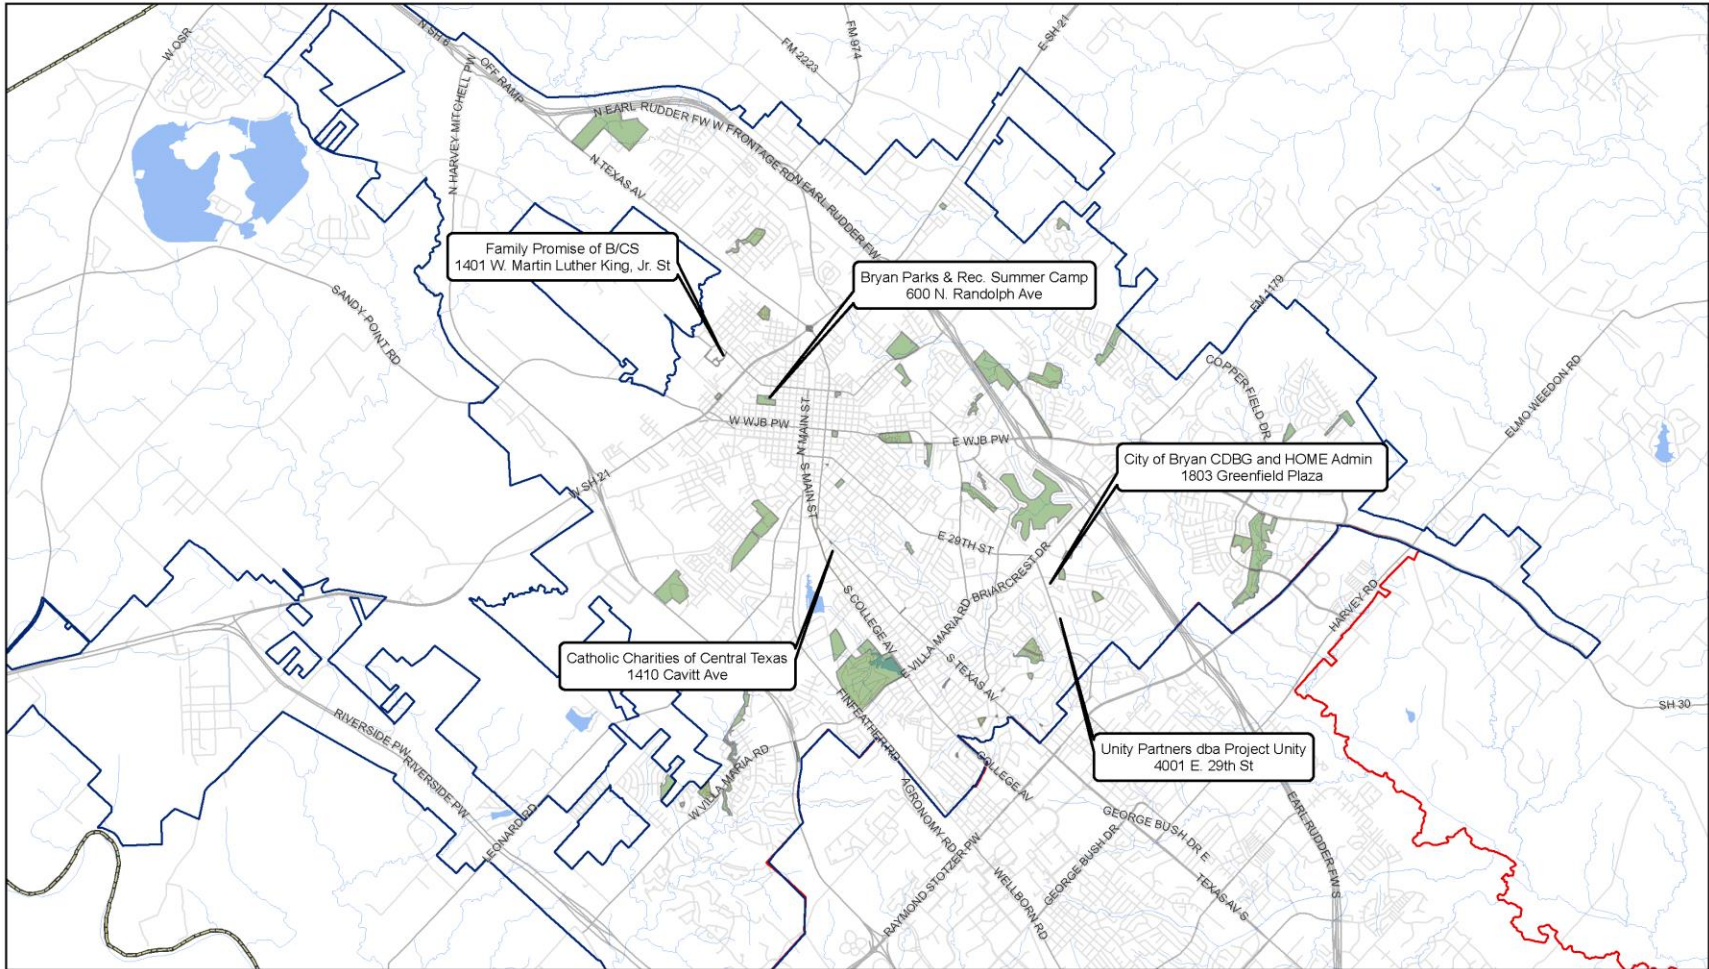 W OSR
N SH 6
OFF RAMP
FM 2223
FM 974
E SH 21
N HARVEY MITCHELL PW
N EARL RUDDER FW W FRONTAGE RD
N TEXAS AV
N EARL RUDDER FW
Family Promise of B/CS
1401 W. Martin Luther King, Jr. St
Bryan Parks & Rec. Summer Camp
600 N. Randolph Ave
SANDY POINT RD
FM 1179
COPPERFIELD DR
ELMO WEEDON RD
W WJB PW
N MAIN ST
E WJB PW
W SH 21
S MAIN ST
City of Bryan CDBG and HOME Admin
1803 Greenfield Plaza
E 29TH ST
BRIARCREST DR
HARVEY RD
S COLLEGE AV
E VILLA MARIA RD
S TEXAS AV
Catholic Charities of Central Texas
1410 Cavitt Ave
FINFEATHER RD
RIVERSIDE PW
RIVERSIDE PW
W VILLA MARIA RD
LEONARD RD
SH 30
Unity Partners dba Project Unity
4001 E. 29th St
COLLEGE AV
AGRONOMY RD
GEORGE BUSH DR E
GEORGE BUSH DR
EARL RUDDER FW S
RAYMOND STOTZER PW
WELLBORN RD
TEXAS AV S